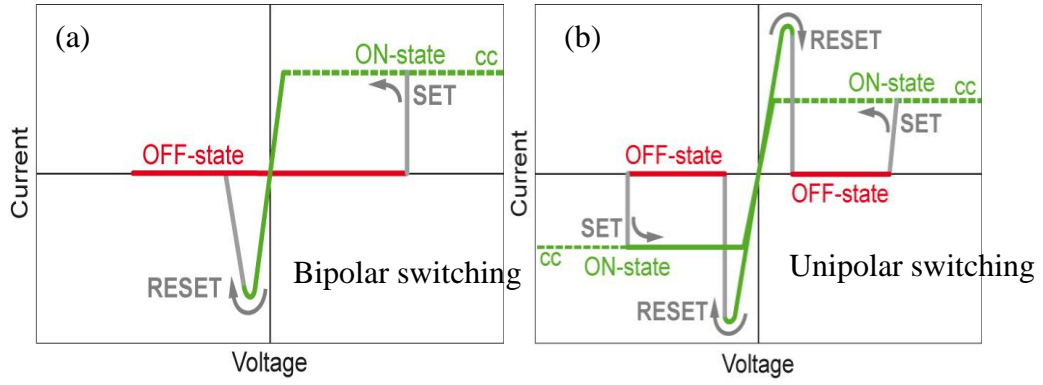 (a)
ON-state
cc
SET
OFF-state
Current
RESET
Bipolar switching
Voltage
(b)
RESET
ON-state
cc
SET
OFF-state
OFF-state
Current
SET
cc
ON-state
Unipolar switching
RESET
Voltage